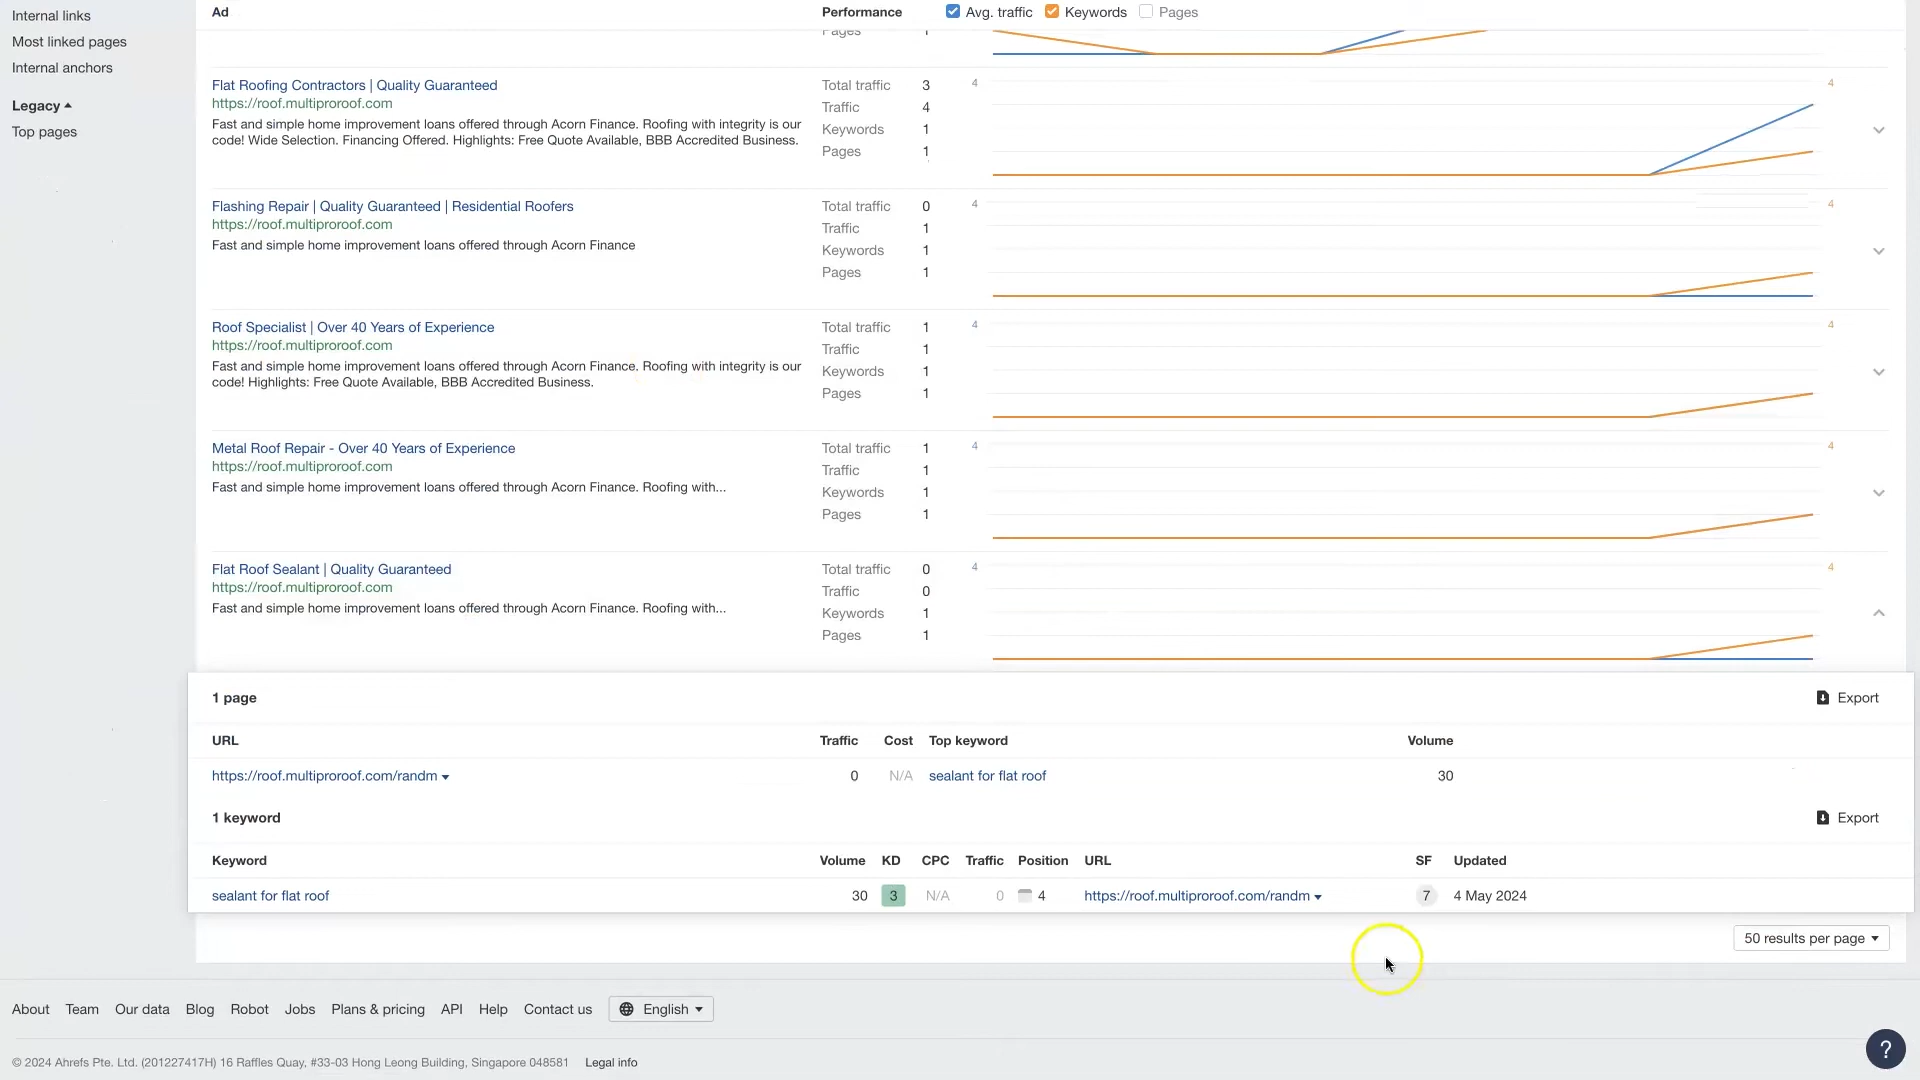 Internal links
Most linked pages
Internal anchors
Legacy
Top pages
Ad Performance Avg. traffic Keywords Pages
Pages 1
Flat Roofing Contractors | Quality Guaranteed
https://roof.multiproroof.com
Fast and simple home improvement loans offered through Acorn Finance. Roofing with integrity is our
code! Wide Selection. Financing Offered. Highlights: Free Quote Available, BBB Accredited Business.
Total traffic 3
Traffic 4
Keywords 1
Pages 1
4 4
Flashing Repair | Quality Guaranteed | Residential Roofers
https://roof.multiproroof.com
Fast and simple home improvement loans offered through Acorn Finance
Total traffic 0
Traffic 1
Keywords 1
Pages 1
4 4
Roof Specialist | Over 40 Years of Experience
https://roof.multiproroof.com
Fast and simple home improvement loans offered through Acorn Finance. Roofing with integrity is our
code! Highlights: Free Quote Available, BBB Accredited Business.
Total traffic 1
Traffic 1
Keywords 1
Pages 1
4 4
Metal Roof Repair - Over 40 Years of Experience
https://roof.multiproroof.com
Fast and simple home improvement loans offered through Acorn Finance. Roofing with...
Total traffic 1
Traffic 1
Keywords 1
Pages 1
4 4
Flat Roof Sealant | Quality Guaranteed
https://roof.multiproroof.com
Fast and simple home improvement loans offered through Acorn Finance. Roofing with...
Total traffic 0
Traffic 0
Keywords 1
Pages 1
4 4
1 page Export
URL Traffic Cost Top keyword Volume
https://roof.multiproroof.com/randm 0 N/A sealant for flat roof 30
1 keyword Export
Keyword Volume KD CPC Traffic Position URL SF Updated
sealant for flat roof 30 3 N/A 0 4 https://roof.multiproroof.com/randm 7 4 May 2024
50 results per page
About Team Our data Blog Robot Jobs Plans & pricing API Help Contact us English
© 2024 Ahrefs Pte. Ltd. (201227417H) 16 Raffles Quay, #33-03 Hong Leong Building, Singapore 048581 Legal info
?